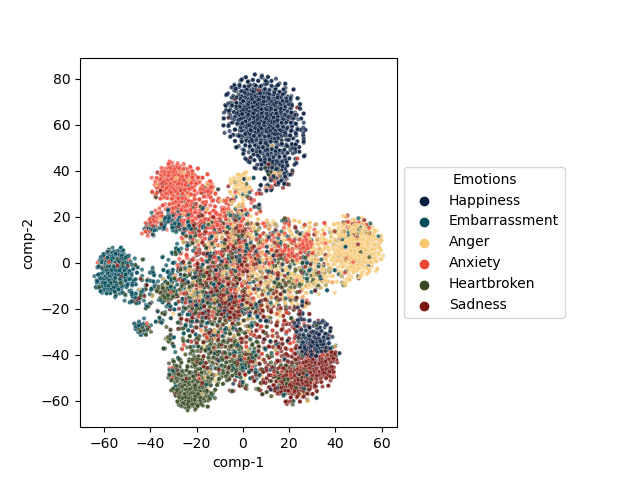 80
60
40
20
0
−20
−40
−60
−60 −40 −20 0 20 40 60
comp-1
comp-2
Emotions
Happiness
Embarrassment
Anger
Anxiety
Heartbroken
Sadness